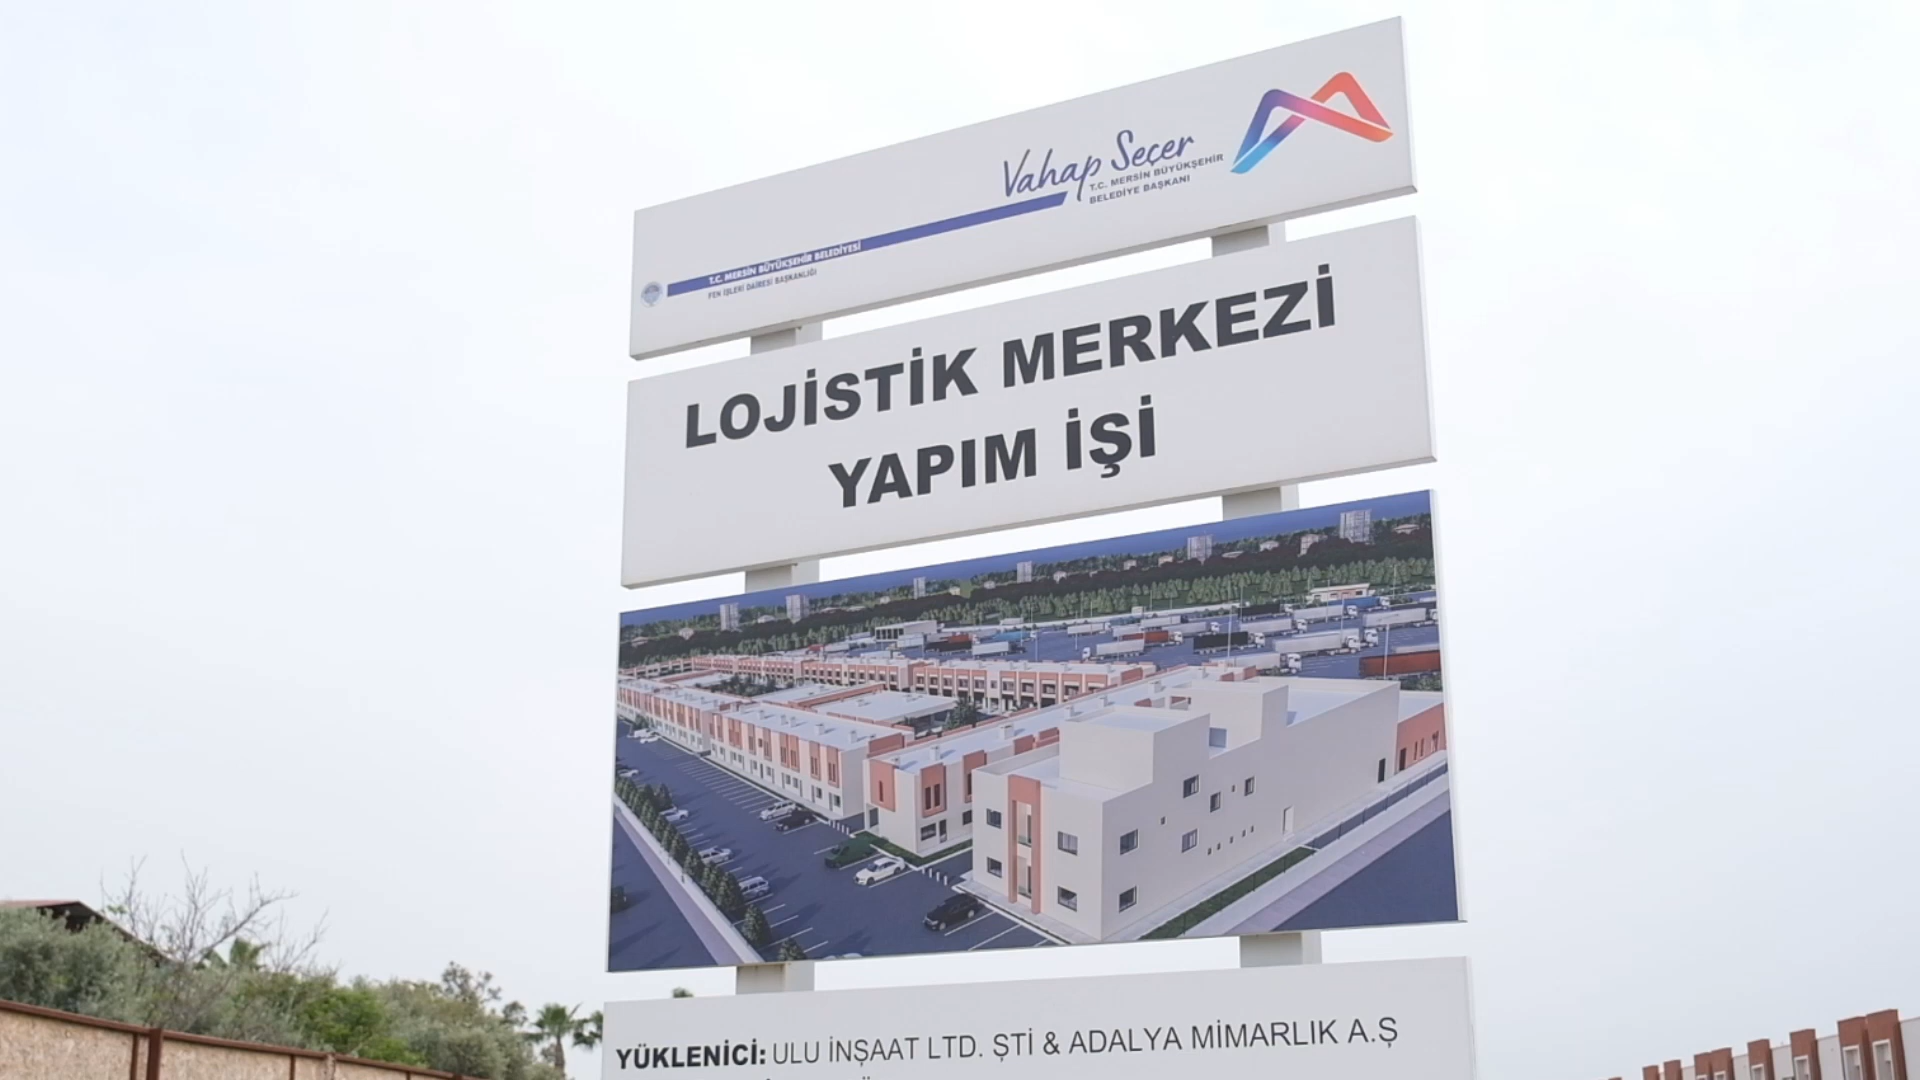 Vahap Seçer
T.C. MERSİN BÜYÜKŞEHİR
BELEDİYE BAŞKANI
T.C. MERSİN BÜYÜKŞEHİR BELEDİYESİ
FEN İŞLERİ DAİRESİ BAŞKANLIĞI
LOJİSTİK MERKEZİ
YAPIM İŞİ
YÜKLENİCİ: ULU İNŞAAT LTD. ŞTİ & ADALYA MİMARLIK A.Ş